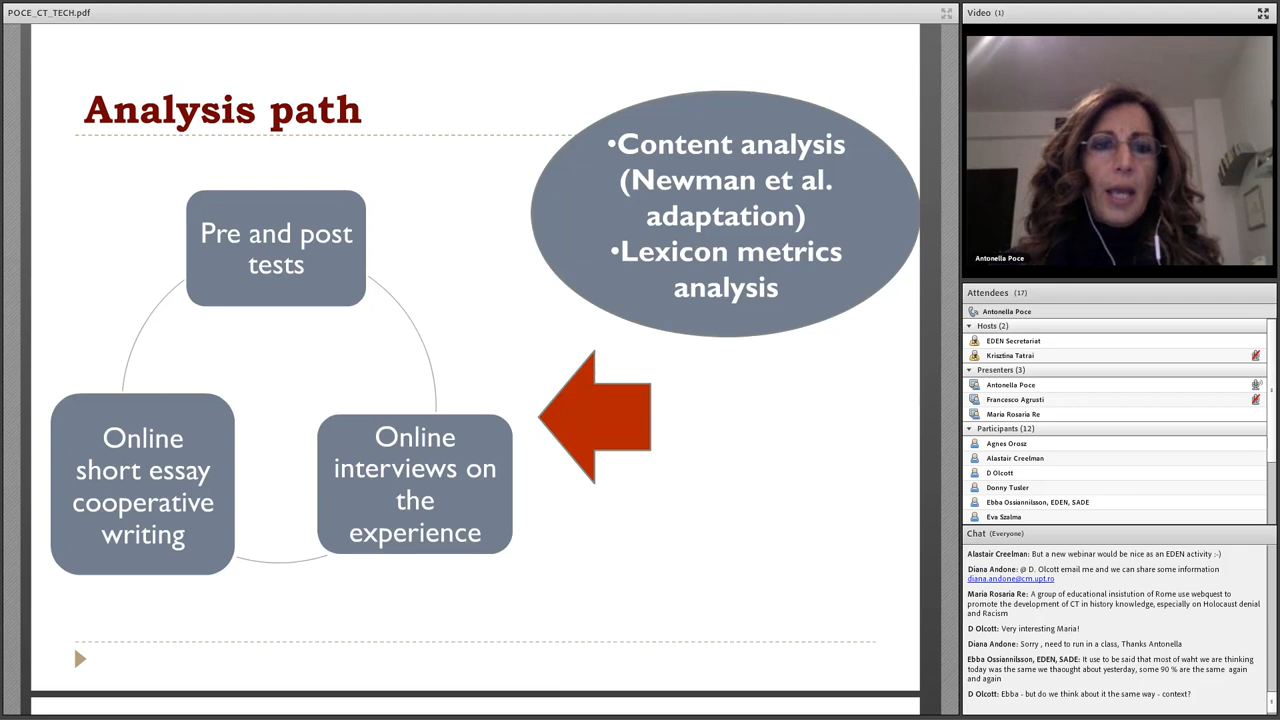 POCE_CT_TECH.pdf
Analysis path
•Content analysis
(Newman et al.
adaptation)
•Lexicon metrics
analysis
Pre and post
tests
Online
short essay
cooperative
writing
Online
interviews on
the
experience
Video (1)
Antonella Poce
Attendees (17)
Antonella Poce
Hosts (2)
EDEN Secretariat
Krisztina Tatrai
Presenters (3)
Antonella Poce
Francesco Agrusti
Maria Rosaria Re
Participants (12)
Agnes Orosz
Alastair Creelman
D Olcott
Donny Tusler
Ebba Ossiannilsson, EDEN, SADE
Eva Szalma
Chat (Everyone)
Alastair Creelman: But a new webinar would be nice as an EDEN activity :-)
Diana Andone: @ D. Olcott email me and we can share some information
diana.andone@cm.upt.ro
Maria Rosaria Re: A group of educational insistution of Rome use webquest to
promote the development of CT in history knowledge, especially on Holocaust denial
and Racism
D Olcott: Very interesting Maria!
Diana Andone: Sorry , need to run in a class, Thanks Antonella
Ebba Ossiannilsson, EDEN, SADE: It use to be said that most of waht we are thinking
today was the same we thaought about yesterday, some 90 % are the same again
and again
D Olcott: Ebba - but do we think about it the same way - context?